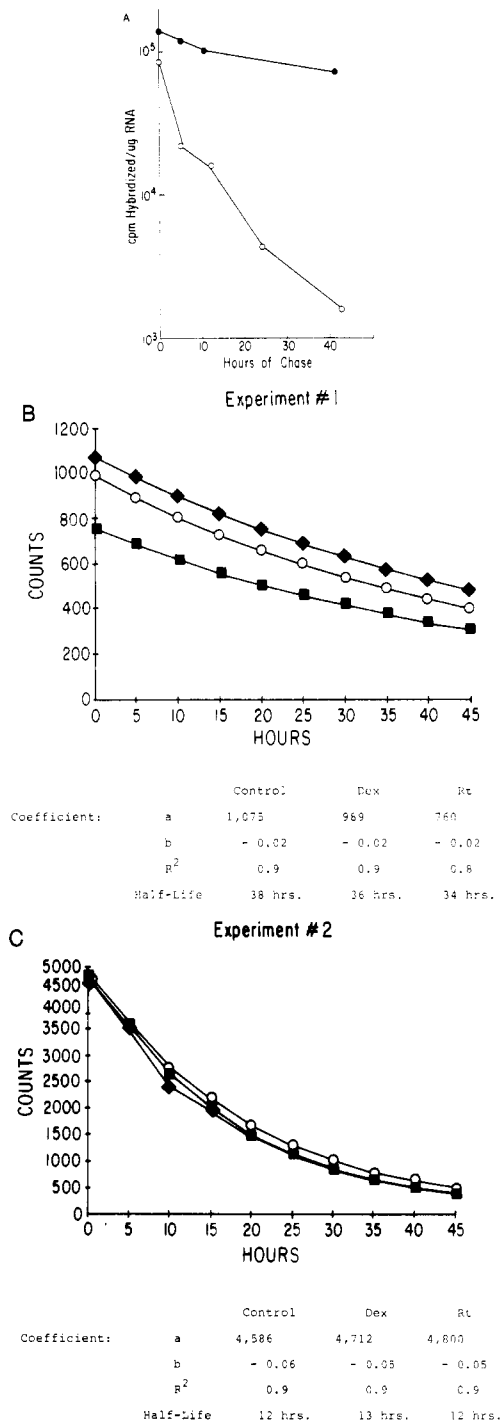 A
10⁵
10⁴
10³
cpm Hybridized/ug RNA
0 10 20 30 40
Hours of Chase
Experiment #1
B
1200
1000
800
600
400
200
0
COUNTS
0 5 10 15 20 25 30 35 40 45
HOURS
Control Dex Rt
Coefficient: a 1,075 989 760
b - 0.02 - 0.02 - 0.02
R² 0.9 0.9 0.8
Half-Life 38 hrs. 36 hrs. 34 hrs.
Experiment #2
C
5000
4500
4000
3500
3000
2500
2000
1500
1000
500
0
COUNTS
0 5 10 15 20 25 30 35 40 45
HOURS
Control Dex Rt
Coefficient: a 4,586 4,712 4,800
b - 0.06 - 0.05 - 0.05
R² 0.9 0.9 0.9
Half-Life 12 hrs. 13 hrs. 12 hrs.